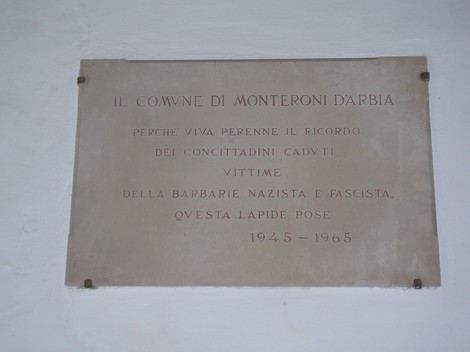 IL COMVNE DI MONTERONI D'ARBIA
PERCHE VIVA PERENNE IL RICORDO
DEI CONCITTADINI CADVTI
VITTIME
DELLA BARBARIE NAZISTA E FASCISTA,
QVESTA LAPIDE POSE
1945 - 1965